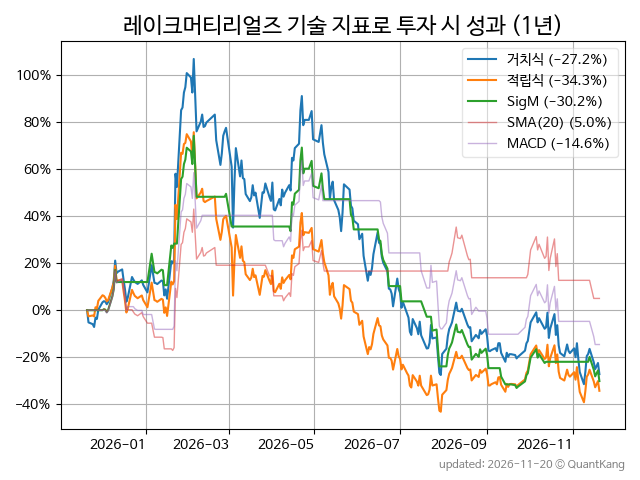 레이크머티리얼즈 기술 지표로 투자 시 성과 (1년)
거치식 (−27.2%)
적립식 (−34.3%)
SigM (−30.2%)
SMA(20) (5.0%)
MACD (−14.6%)
100%
80%
60%
40%
20%
0%
−20%
−40%
2026-01
2026-03
2026-05
2026-07
2026-09
2026-11
updated: 2026-11-20 © QuantKang